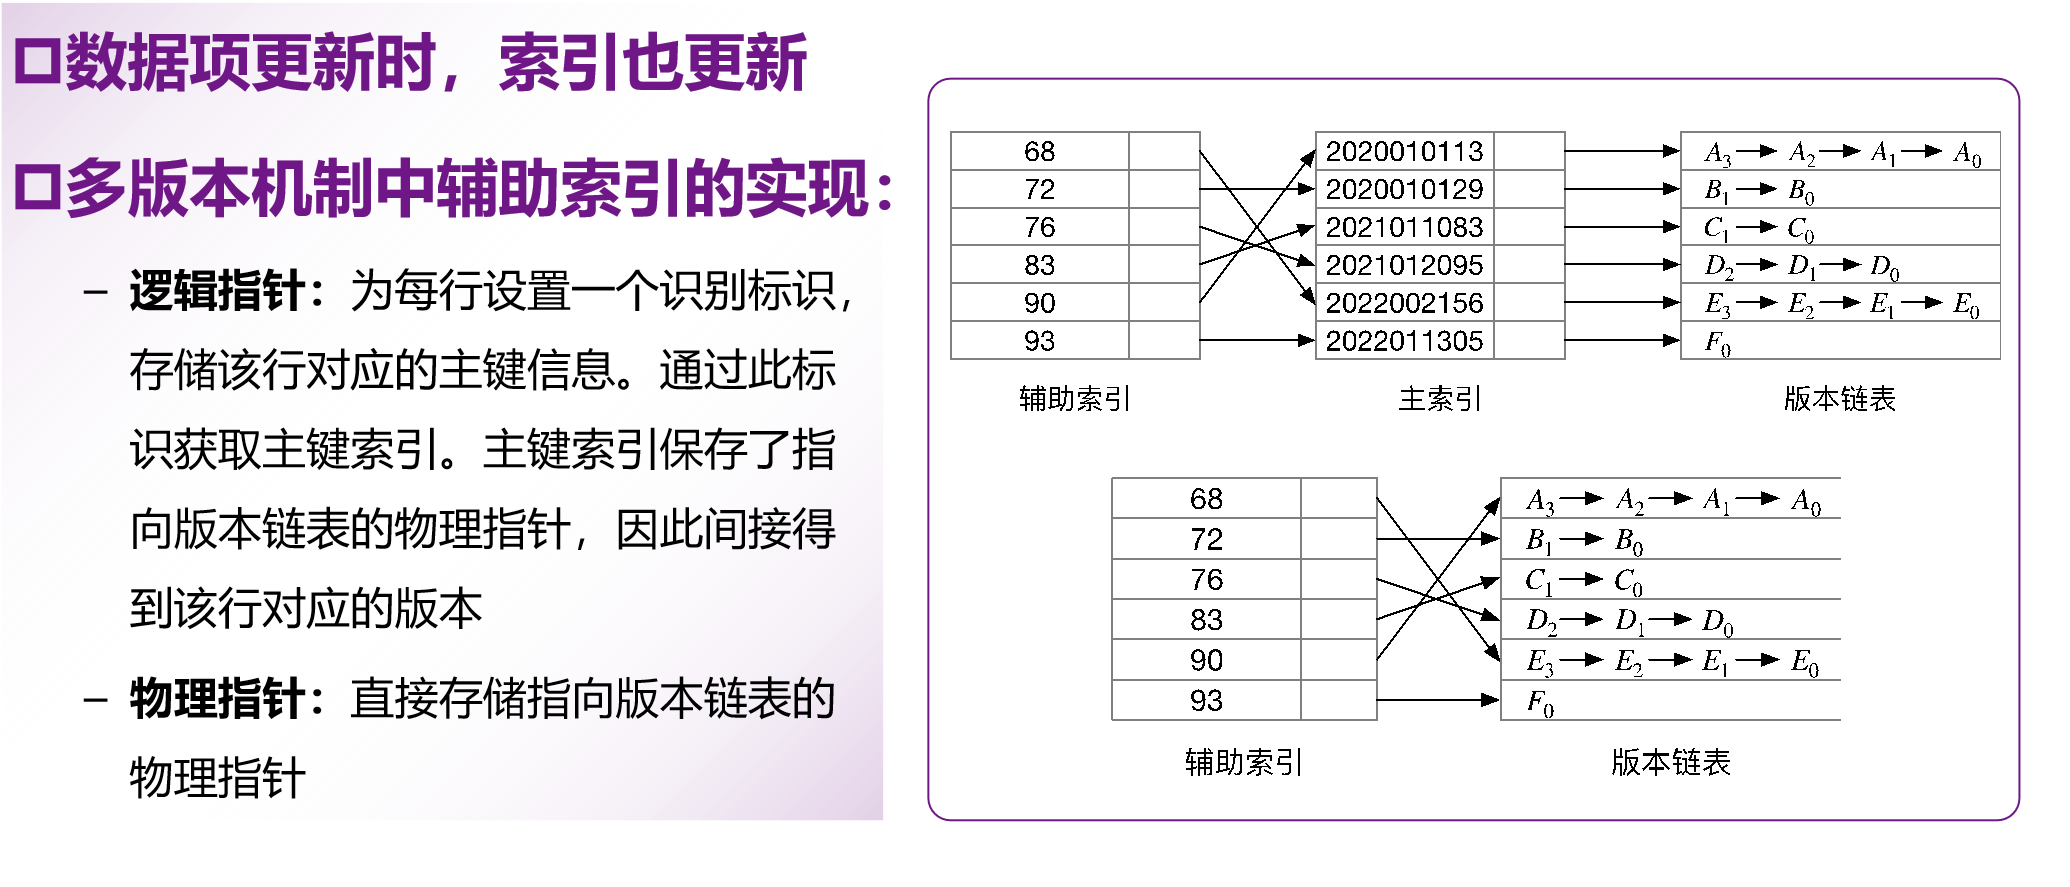 数据项更新时，索引也更新
多版本机制中辅助索引的实现：
– 逻辑指针：为每行设置一个识别标识，
存储该行对应的主键信息。通过此标
识获取主键索引。主键索引保存了指
向版本链表的物理指针，因此间接得
到该行对应的版本
– 物理指针：直接存储指向版本链表的
物理指针
68 2020010113 A3 A2 A1 A0
72 2020010129 B1 B0
76 2021011083 C1 C0
83 2021012095 D2 D1 D0
90 2022002156 E3 E2 E1 E0
93 2022011305 F0
辅助索引 主索引 版本链表
68 A3 A2 A1 A0
72 B1 B0
76 C1 C0
83 D2 D1 D0
90 E3 E2 E1 E0
93 F0
辅助索引 版本链表